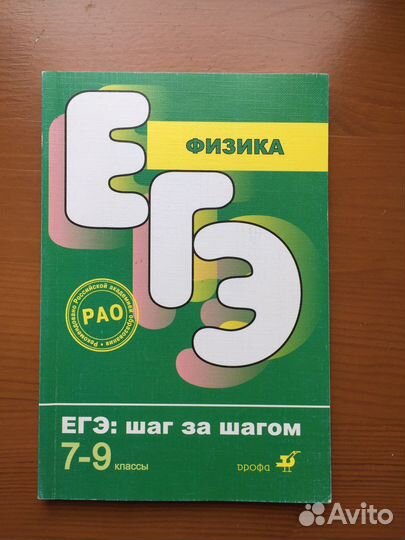 ФИЗИКА
ЕГЭ
Рекомендовано Российской академией образования •
РАО
ЕГЭ: шаг за шагом
7-9 классы
дрофа
Avito